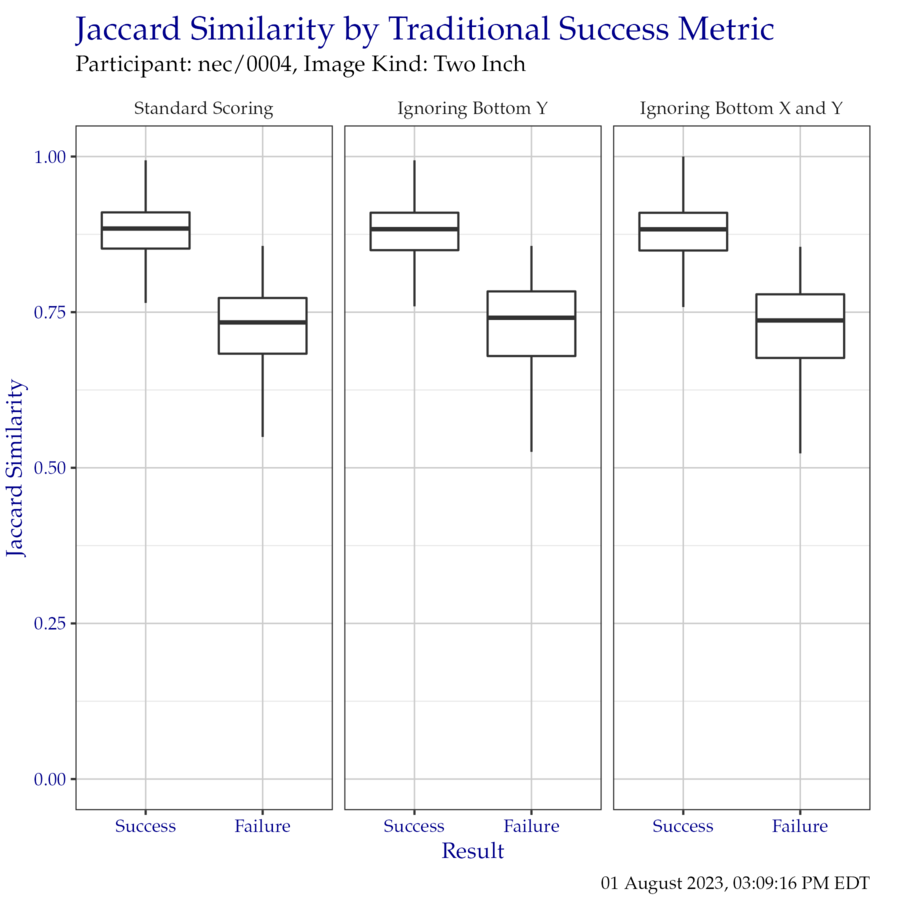 Jaccard Similarity by Traditional Success Metric
Participant: nec/0004, Image Kind: Two Inch
Standard Scoring
Ignoring Bottom Y
Ignoring Bottom X and Y
1.00
0.75
0.50
0.25
0.00
Jaccard Similarity
Success
Failure
Success
Failure
Success
Failure
Result
01 August 2023, 03:09:16 PM EDT